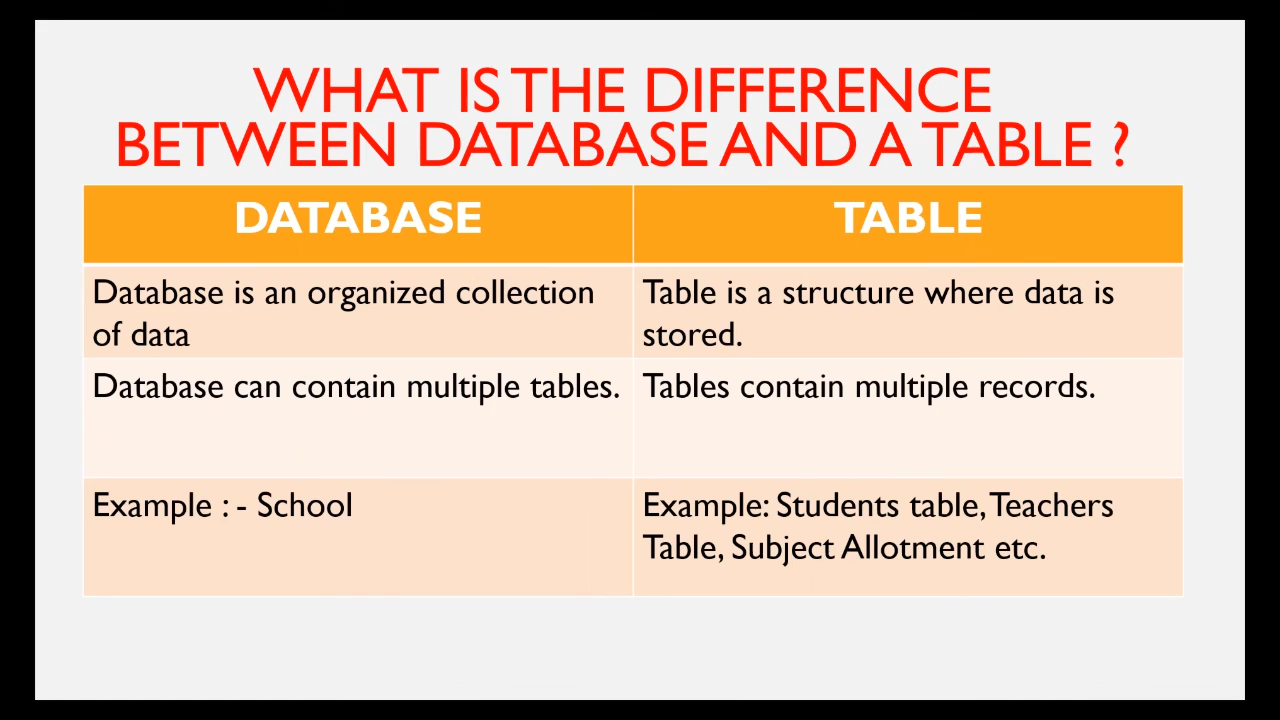 WHAT IS THE DIFFERENCE
BETWEEN DATABASE AND A TABLE ?
DATABASE
TABLE
Database is an organized collection
of data
Table is a structure where data is
stored.
Database can contain multiple tables.
Tables contain multiple records.
Example : - School
Example: Students table, Teachers
Table, Subject Allotment etc.